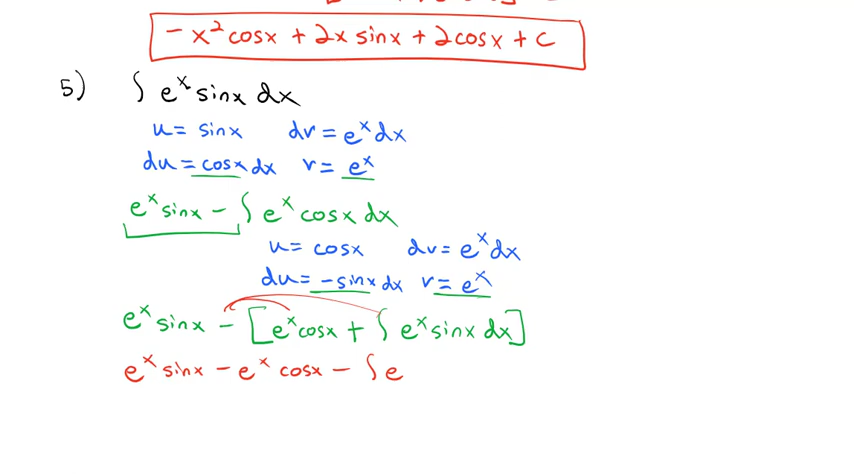 - x² cosx + 2x sinx + 2cosx + c
5) ∫ eˣ sinx dx
u = sinx dv = eˣ dx
du = cosx dx v = eˣ
eˣ sinx - ∫ eˣ cosx dx
u = cosx dv = eˣ dx
du = -sinx dx v = eˣ
eˣ sinx - [eˣ cosx + ∫ eˣ sinx dx]
eˣ sinx - eˣ cosx - ∫ e